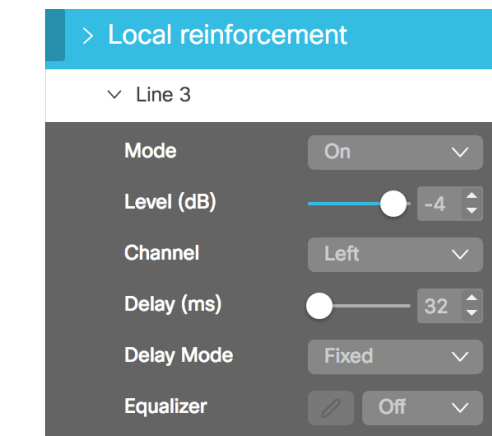 Local reinforcement
Line 3
Mode On
Level (dB) -4
Channel Left
Delay (ms) 32
Delay Mode Fixed
Equalizer Off